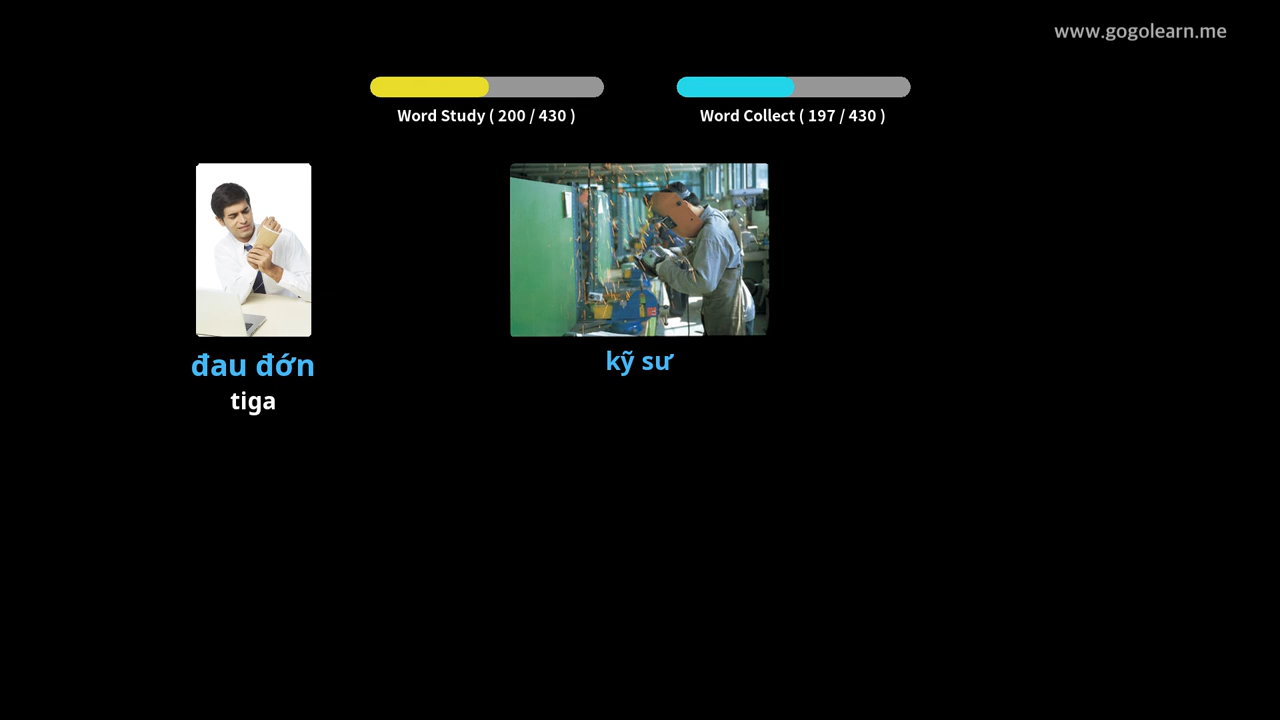 www.gogolearn.me
Word Study ( 200 / 430 )
Word Collect ( 197 / 430 )
đau đớn
tiga
kỹ sư